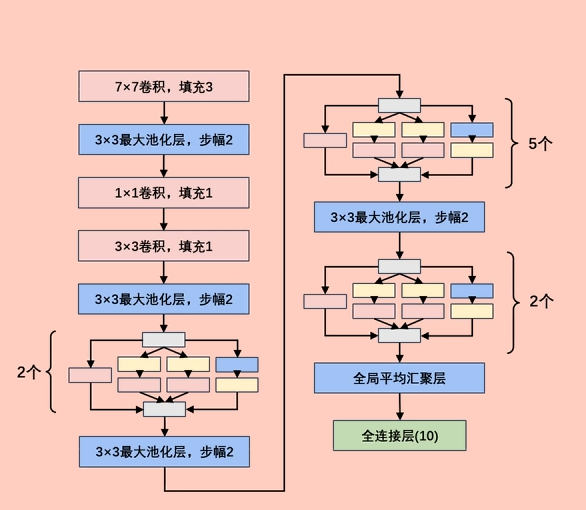 7×7卷积，填充3
3×3最大池化层，步幅2
1×1卷积，填充1
3×3卷积，填充1
3×3最大池化层，步幅2
2个
3×3最大池化层，步幅2
5个
3×3最大池化层，步幅2
2个
全局平均汇聚层
全连接层(10)